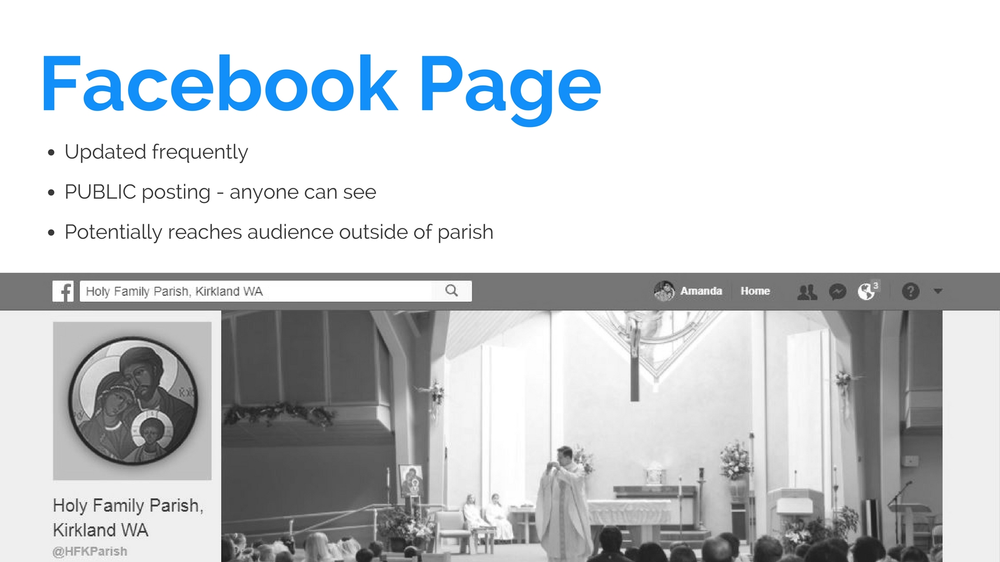 Facebook Page
• Updated frequently
• PUBLIC posting - anyone can see
• Potentially reaches audience outside of parish
f Holy Family Parish, Kirkland WA Amanda Home 3 ?
Holy Family Parish,
Kirkland WA
@HFKParish